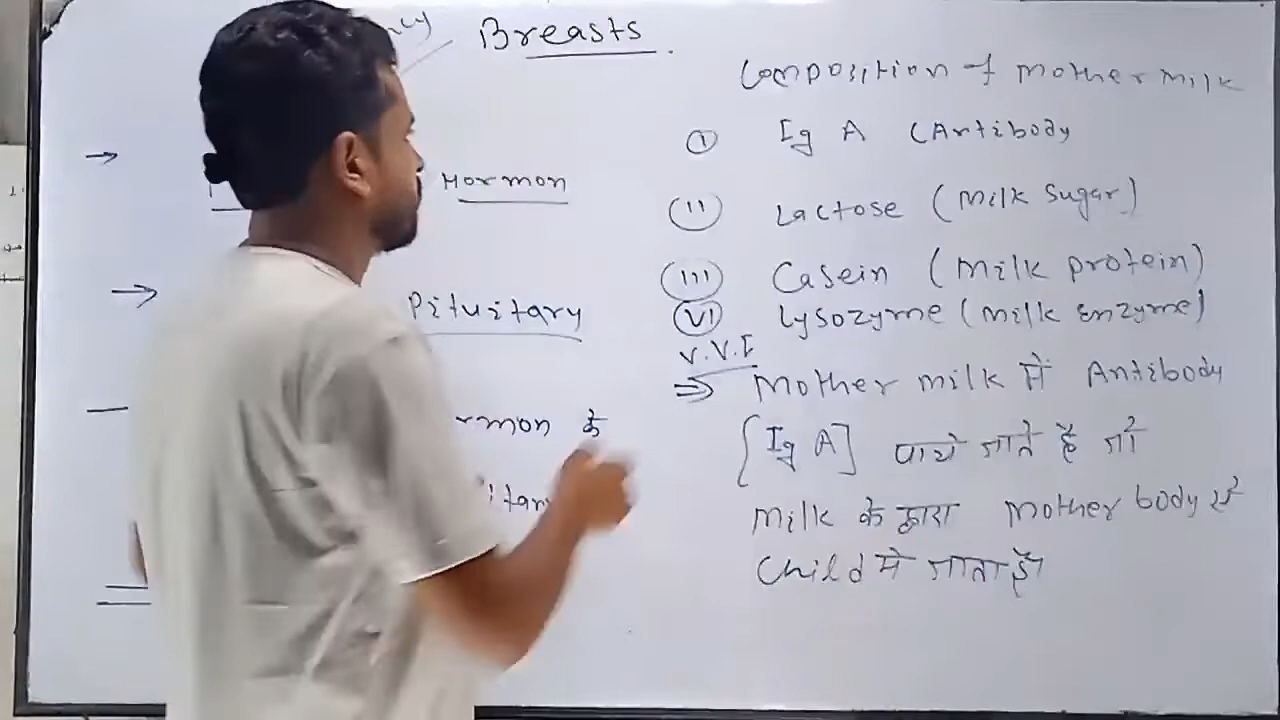 Breasts
Hormon
Pituitary
rmon के
itary
Composition of mother milk
(I) Ig A (Antibody
(II) Lactose (Milk sugar)
(III) Casein (Milk protein)
(VI) Lysozyme (Milk Enzyme)
V.V.I
⇒ Mother milk में Antibody
[Ig A] पाये जाते हैं जो
Milk के द्वारा Mother body से
Child मे जाता है।